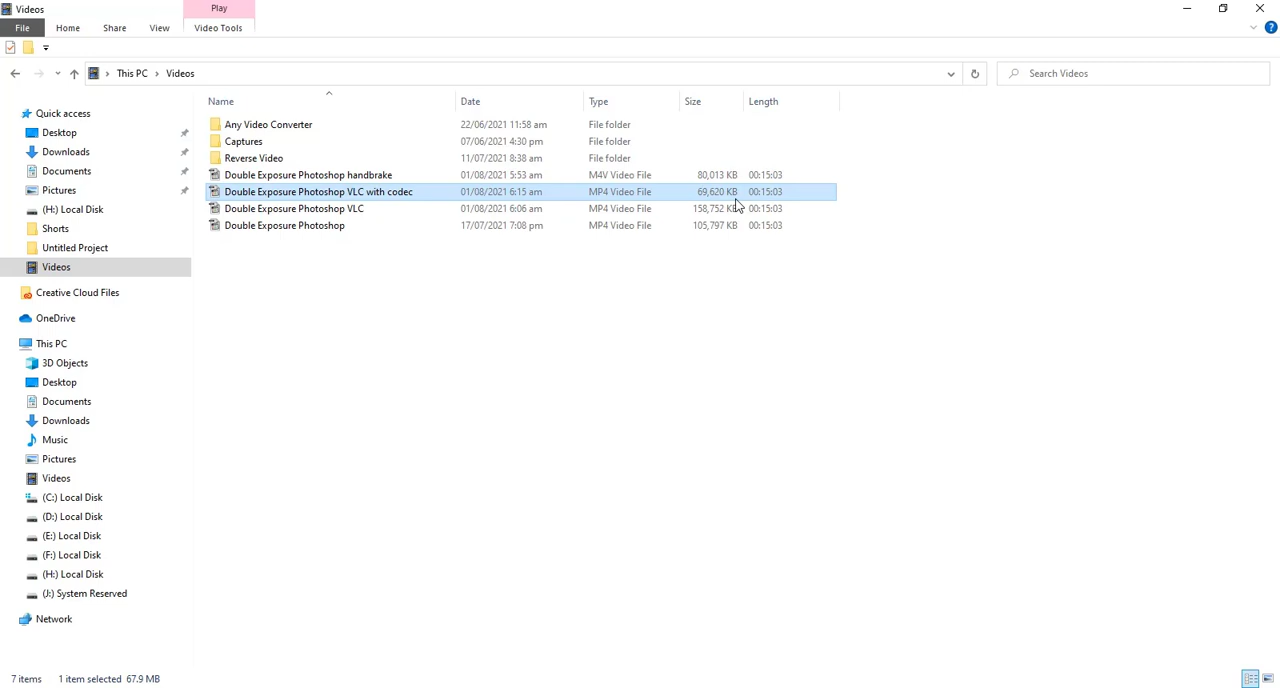 Videos
Play
File
Home
Share
View
Video Tools
This PC
Videos
Search Videos
Name
Date
Type
Size
Length
Any Video Converter 22/06/2021 11:58 am File folder
Captures 07/06/2021 4:30 pm File folder
Reverse Video 11/07/2021 8:38 am File folder
Double Exposure Photoshop handbrake 01/08/2021 5:53 am M4V Video File 80,013 KB 00:15:03
Double Exposure Photoshop VLC with codec 01/08/2021 6:15 am MP4 Video File 69,620 KB 00:15:03
Double Exposure Photoshop VLC 01/08/2021 6:06 am MP4 Video File 158,752 KB 00:15:03
Double Exposure Photoshop 17/07/2021 7:08 pm MP4 Video File 105,797 KB 00:15:03
Quick access
Desktop
Downloads
Documents
Pictures
(H:) Local Disk
Shorts
Untitled Project
Videos
Creative Cloud Files
OneDrive
This PC
3D Objects
Desktop
Documents
Downloads
Music
Pictures
Videos
(C:) Local Disk
(D:) Local Disk
(E:) Local Disk
(F:) Local Disk
(H:) Local Disk
(J:) System Reserved
Network
7 items 1 item selected 67.9 MB